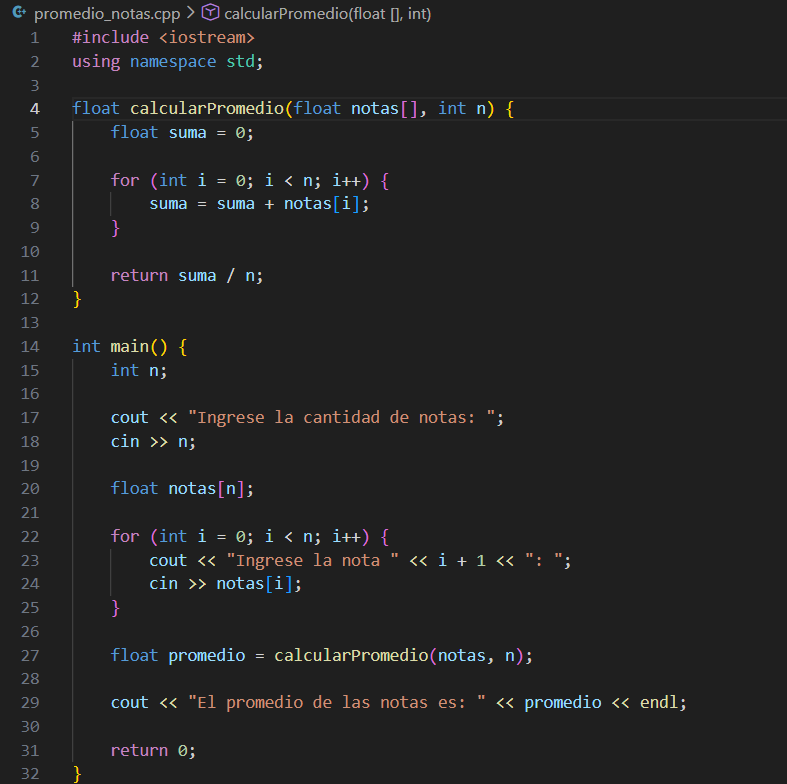 promedio_notas.cpp > calcularPromedio(float [], int)
1 #include <iostream>
2 using namespace std;
3
4 float calcularPromedio(float notas[], int n) {
5     float suma = 0;
6
7     for (int i = 0; i < n; i++) {
8         suma = suma + notas[i];
9     }
10
11     return suma / n;
12 }
13
14 int main() {
15     int n;
16
17     cout << "Ingrese la cantidad de notas: ";
18     cin >> n;
19
20     float notas[n];
21
22     for (int i = 0; i < n; i++) {
23         cout << "Ingrese la nota " << i + 1 << ": ";
24         cin >> notas[i];
25     }
26
27     float promedio = calcularPromedio(notas, n);
28
29     cout << "El promedio de las notas es: " << promedio << endl;
30
31     return 0;
32 }